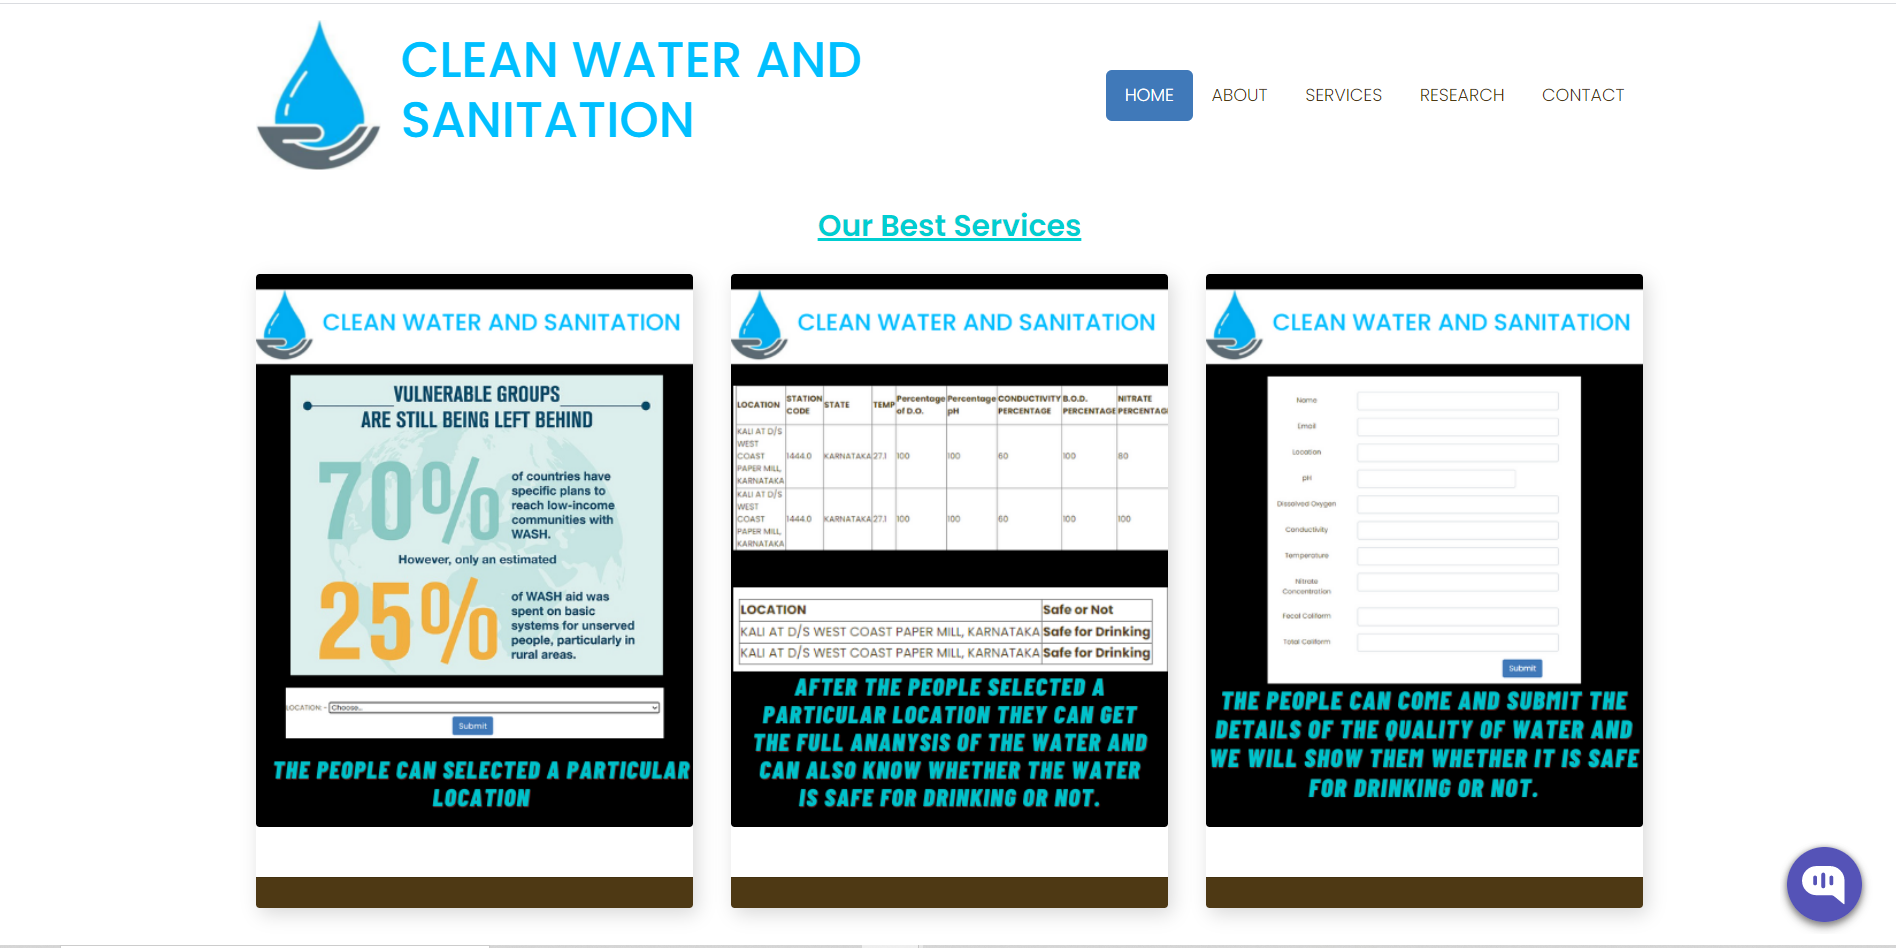 CLEAN WATER AND
SANITATION
HOME
ABOUT
SERVICES
RESEARCH
CONTACT
Our Best Services
CLEAN WATER AND SANITATION
VULNERABLE GROUPS
ARE STILL BEING LEFT BEHIND
70%
of countries have
specific plans to
reach low-income
communities with
WASH.
However, only an estimated
25%
of WASH aid was
spent on basic
systems for unserved
people, particularly in
rural areas.
LOCATION: - Choose...
Submit
THE PEOPLE CAN SELECTED A PARTICULAR
LOCATION
CLEAN WATER AND SANITATION
LOCATION STATION CODE STATE TEMP Percentage of D.O. Percentage pH CONDUCTIVITY PERCENTAGE B.O.D. PERCENTAGE NITRATE PERCENTAG
KALI AT D/S WEST COAST PAPER MILL, KARNATAKA 1444.0 KARNATAKA 27.1 100 100 60 100 80
KALI AT D/S WEST COAST PAPER MILL, KARNATAKA 1444.0 KARNATAKA 27.1 100 100 60 100 100
LOCATION Safe or Not
KALI AT D/S WEST COAST PAPER MILL, KARNATAKA Safe for Drinking
KALI AT D/S WEST COAST PAPER MILL, KARNATAKA Safe for Drinking
AFTER THE PEOPLE SELECTED A
PARTICULAR LOCATION THEY CAN GET
THE FULL ANANYSIS OF THE WATER AND
CAN ALSO KNOW WHETHER THE WATER
IS SAFE FOR DRINKING OR NOT.
CLEAN WATER AND SANITATION
Name
Email
Location
pH
Dissolved Oxygen
Conductivity
Temperature
Nitrate
Concentration
Fecal Coliform
Total Coliform
Submit
THE PEOPLE CAN COME AND SUBMIT THE
DETAILS OF THE QUALITY OF WATER AND
WE WILL SHOW THEM WHETHER IT IS SAFE
FOR DRINKING OR NOT.